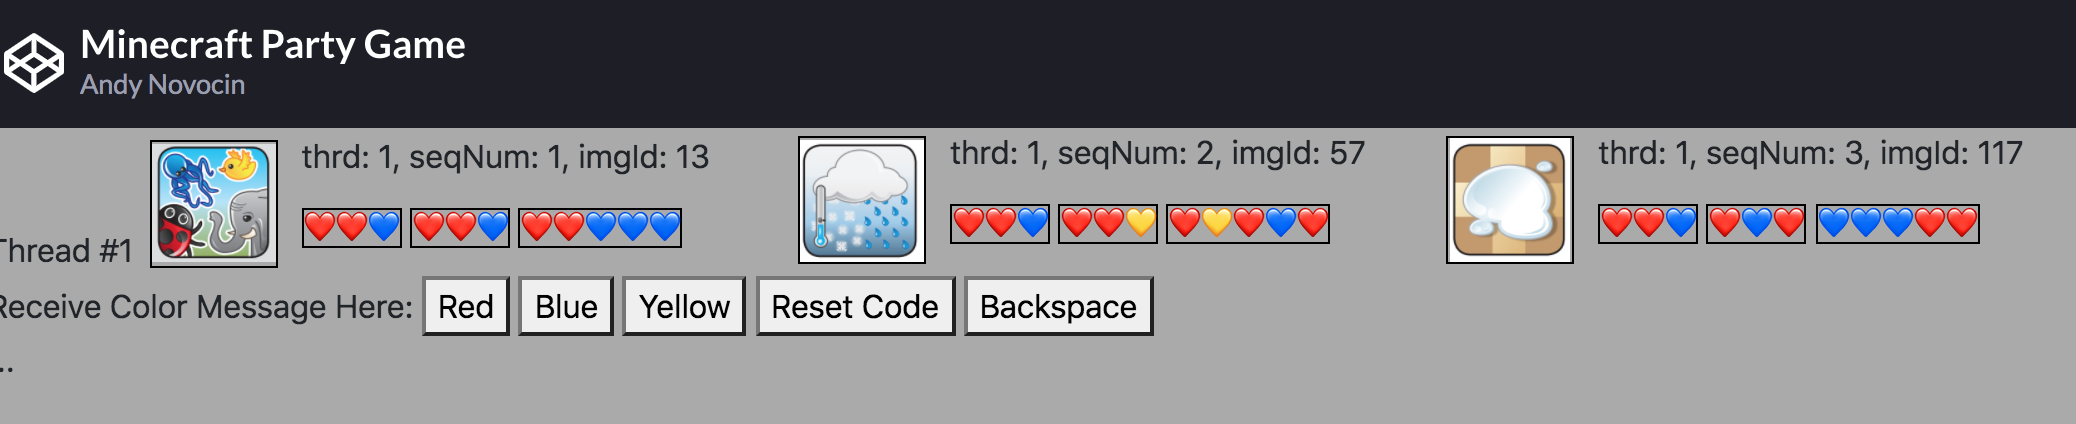 Minecraft Party Game
Andy Novocin
thrd: 1, seqNum: 1, imgId: 13
thrd: 1, seqNum: 2, imgId: 57
thrd: 1, seqNum: 3, imgId: 117
Thread #1
Receive Color Message Here: Red Blue Yellow Reset Code Backspace
..